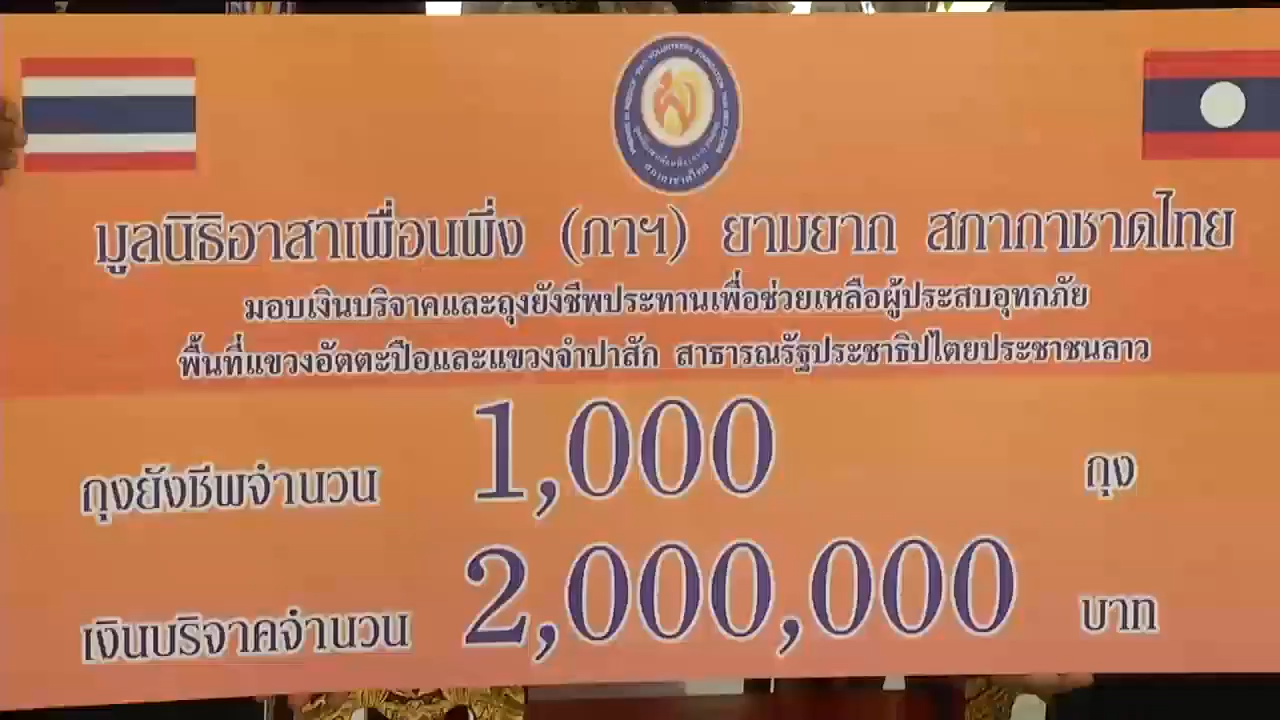 มูลนิธิอาสาเพื่อนพึ่ง (ภาฯ) ยามยาก สภากาชาดไทย
มอบเงินบริจาคและถุงยังชีพประทานเพื่อช่วยเหลือผู้ประสบอุทกภัย
พื้นที่แขวงอัตตะปือและแขวงจำปาสัก สาธารณรัฐประชาธิปไตยประชาชนลาว
ถุงยังชีพจำนวน 1,000 ถุง
เงินบริจาคจำนวน 2,000,000 บาท